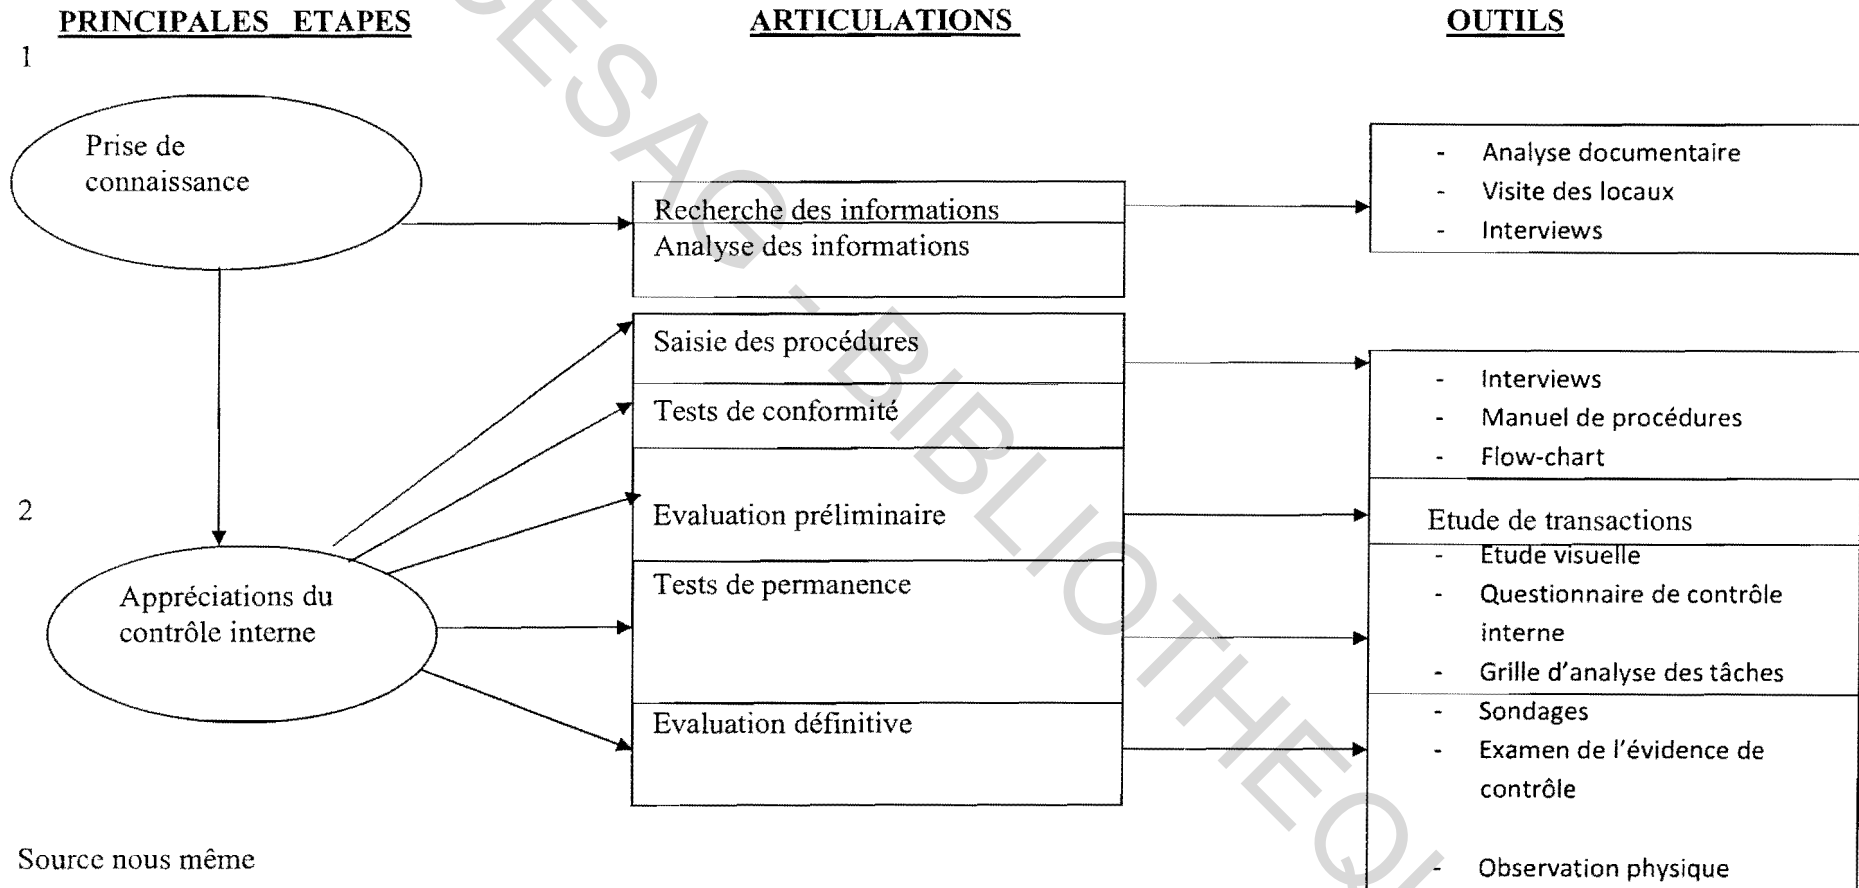 PRINCIPALES ETAPES
ARTICULATIONS
OUTILS
1
Prise de
connaissance
Recherche des informations
Analyse des informations
- Analyse documentaire
- Visite des locaux
- Interviews
2
Appréciations du
contrôle interne
Saisie des procédures
Tests de conformité
Evaluation préliminaire
Tests de permanence
Evaluation définitive
- Interviews
- Manuel de procédures
- Flow-chart
Etude de transactions
- Etude visuelle
- Questionnaire de contrôle
interne
- Grille d'analyse des tâches
- Sondages
- Examen de l'évidence de
contrôle
- Observation physique
Source nous même
CESAG - BIBLIOTHEQU